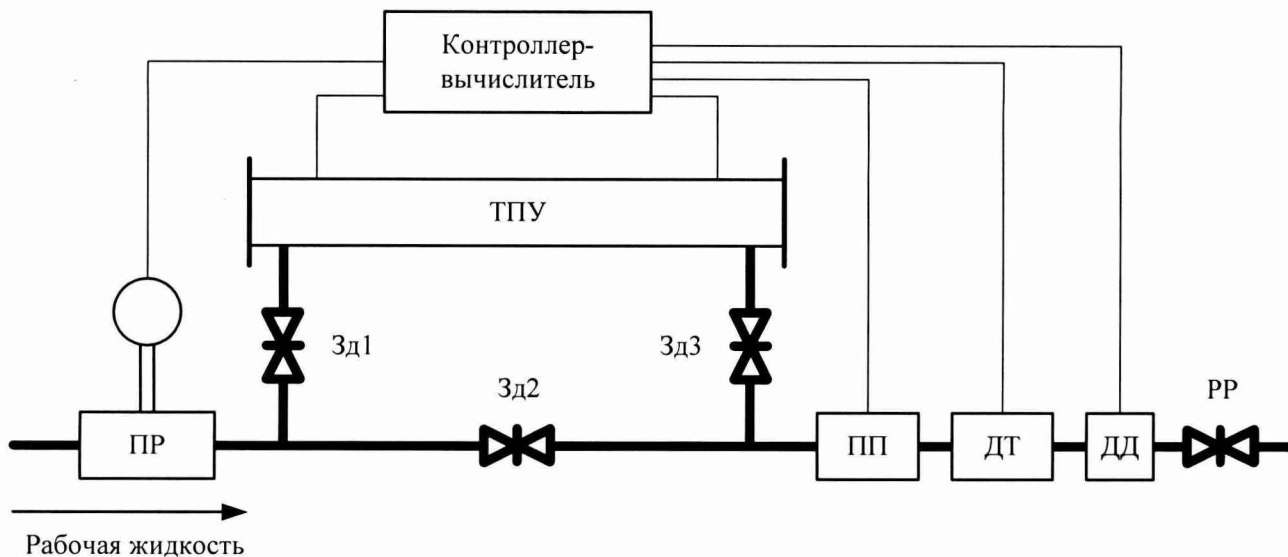 Контроллер-
вычислитель
ТПУ
Зд1
Зд3
Зд2
РР
ПР
ПП
ДТ
ДД
Рабочая жидкость